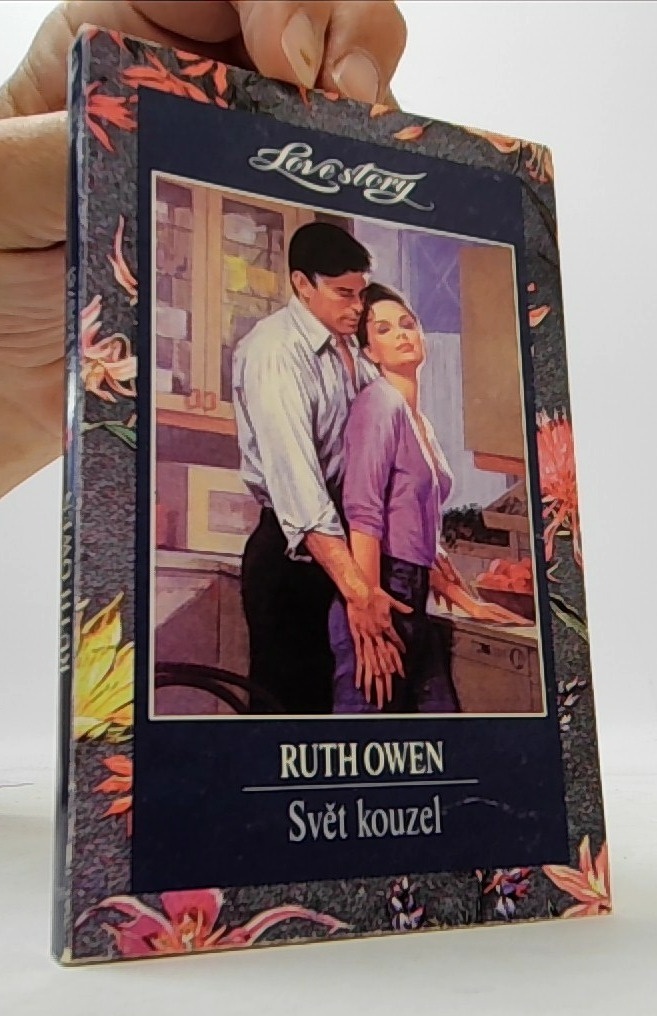 Love story
RUTH OWEN
Svět kouzel
RUTH OWEN